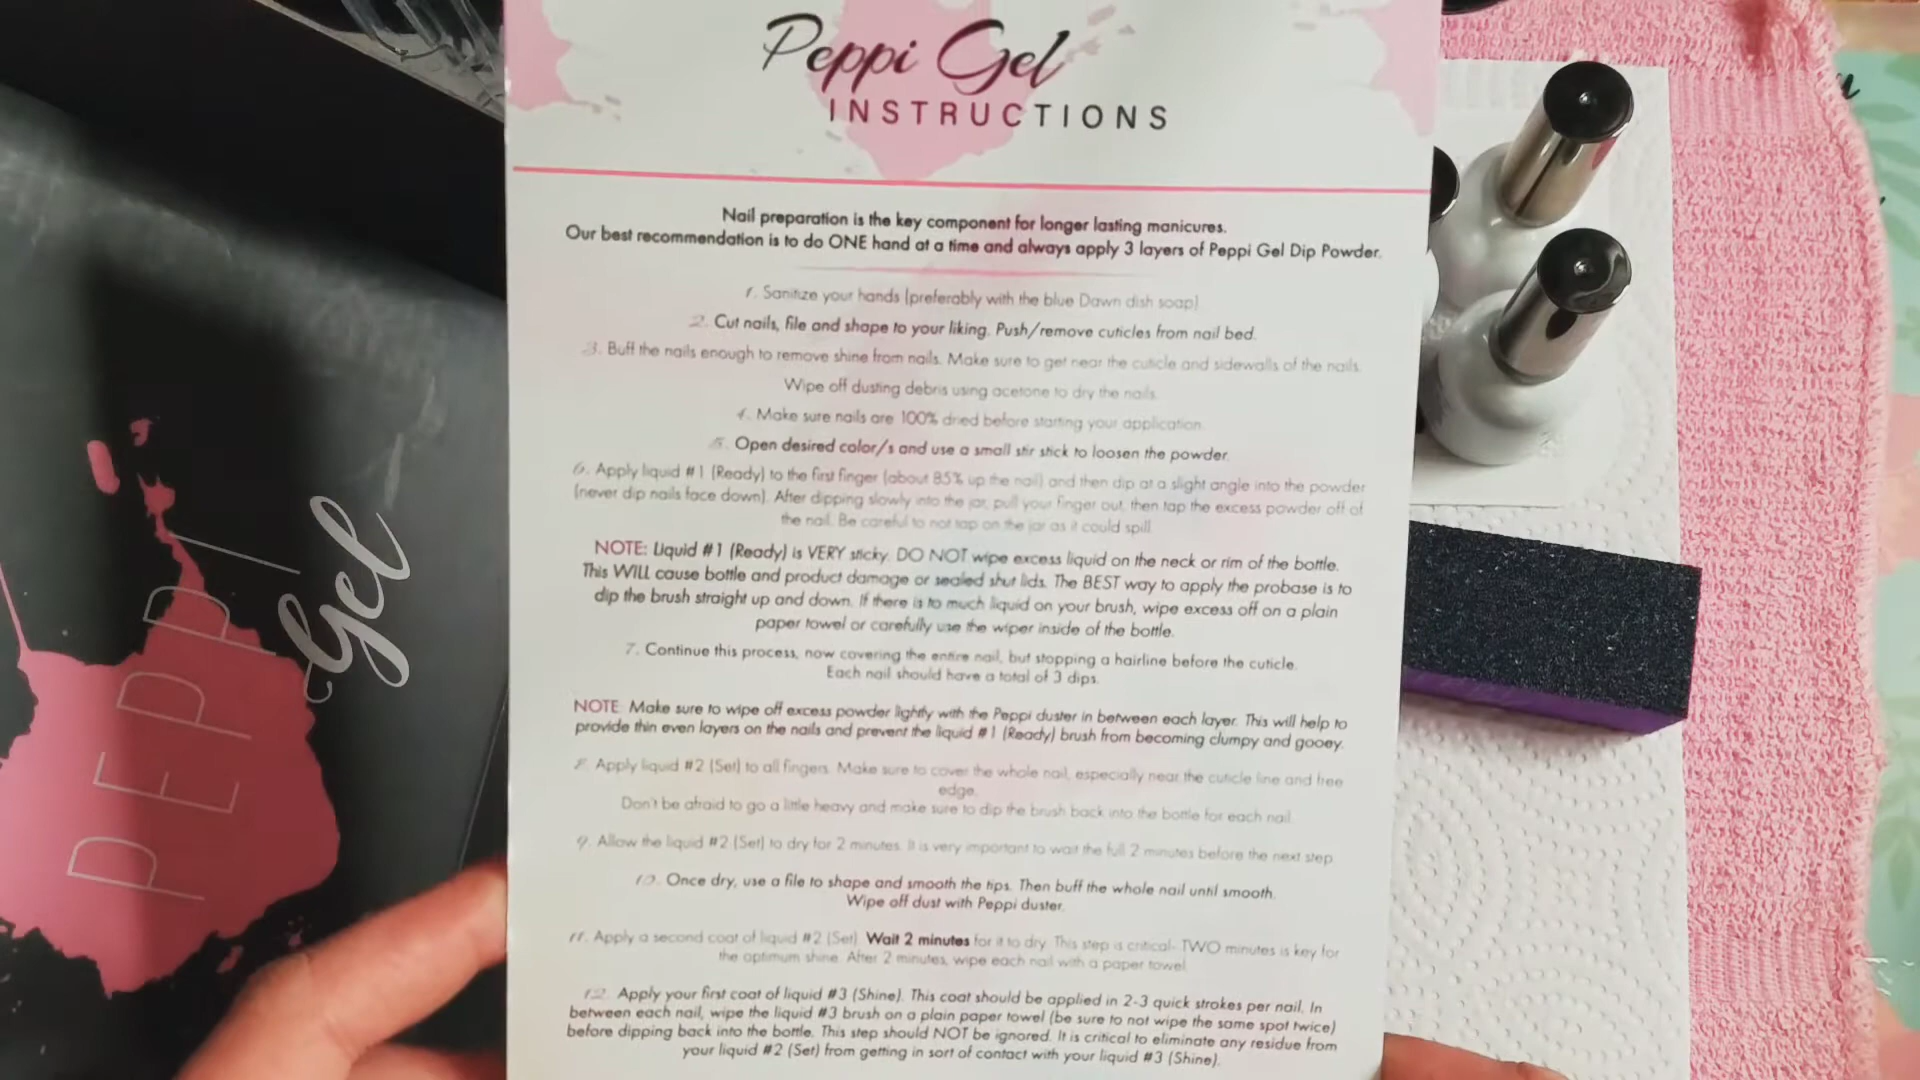 Peppi Gel
INSTRUCTIONS
Nail preparation is the key component for longer lasting manicures.
Our best recommendation is to do ONE hand at a time and always apply 3 layers of Peppi Gel Dip Powder.
1. Sanitize your hands (preferably with the blue Dawn dish soap)
2. Cut nails, file and shape to your liking. Push/remove cuticles from nail bed.
3. Buff the nails enough to remove shine from nails. Make sure to get near the cuticle and sidewalls of the nails.
Wipe off dusting debris using acetone to dry the nails.
4. Make sure nails are 100% dried before starting your application.
5. Open desired color/s and use a small stir stick to loosen the powder.
6. Apply liquid #1 (Ready) to the first finger (about 85% up the nail) and then dip at a slight angle into the powder
(never dip nails face down). After dipping slowly into the jar, pull your finger out, then tap the excess powder off of
the nail. Be careful to not tap on the jar as it could spill.
NOTE: Liquid #1 (Ready) is VERY sticky. DO NOT wipe excess liquid on the neck or rim of the bottle.
This WILL cause bottle and product damage or sealed shut lids. The BEST way to apply the probase is to
dip the brush straight up and down. If there is to much liquid on your brush, wipe excess off on a plain
paper towel or carefully use the wiper inside of the bottle.
7. Continue this process, now covering the entire nail, but stopping a hairline before the cuticle.
Each nail should have a total of 3 dips.
NOTE: Make sure to wipe off excess powder lightly with the Peppi duster in between each layer. This will help to
provide thin even layers on the nails and prevent the liquid #1 (Ready) brush from becoming clumpy and gooey.
8. Apply liquid #2 (Set) to all fingers. Make sure to cover the whole nail, especially near the cuticle line and free
edge.
Don't be afraid to go a little heavy and make sure to dip the brush back into the bottle for each nail.
9. Allow the liquid #2 (Set) to dry for 2 minutes. It is very important to wait the full 2 minutes before the next step.
10. Once dry, use a file to shape and smooth the tips. Then buff the whole nail until smooth.
Wipe off dust with Peppi duster.
11. Apply a second coat of liquid #2 (Set). Wait 2 minutes for it to dry. This step is critical- TWO minutes is key for
the optimum shine. After 2 minutes, wipe each nail with a paper towel.
12. Apply your first coat of liquid #3 (Shine). This coat should be applied in 2-3 quick strokes per nail. In
between each nail, wipe the liquid #3 brush on a plain paper towel (be sure to not wipe the same spot twice)
before dipping back into the bottle. This step should NOT be ignored. It is critical to eliminate any residue from
your liquid #2 (Set) from getting in sort of contact with your liquid #3 (Shine).
PEPPI
Gel